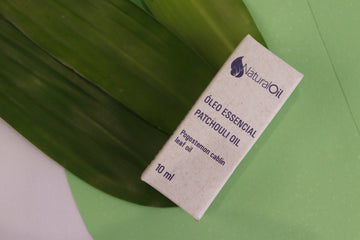 NaturalOil
ÓLEO ESSENCIAL
PATCHOULI OIL
Pogostemon cablin
leaf oil
10 ml